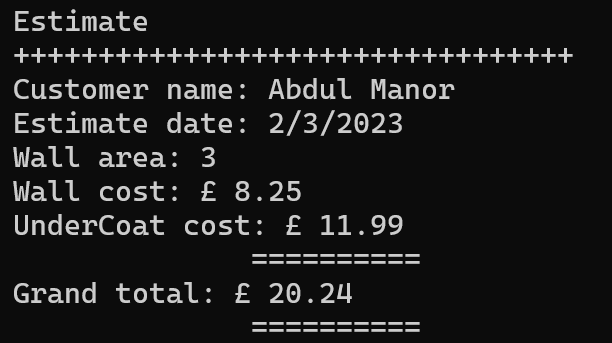 Estimate
+++++++++++++++++++++++++++++++++
Customer name: Abdul Manor
Estimate date: 2/3/2023
Wall area: 3
Wall cost: £ 8.25
UnderCoat cost: £ 11.99
==========
Grand total: £ 20.24
==========